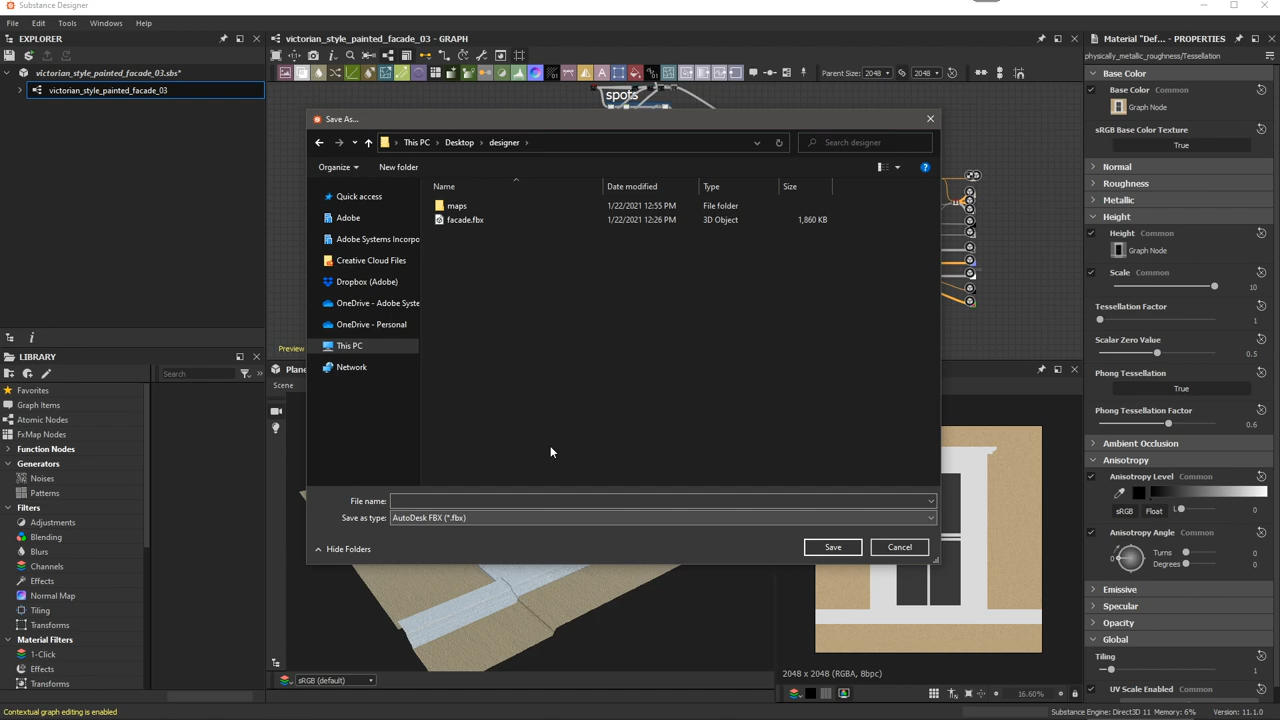 Substance Designer
File Edit Tools Windows Help
EXPLORER
victorian_style_painted_facade_03.sbs*
victorian_style_painted_facade_03
victorian_style_painted_facade_03 - GRAPH
Parent Size: 2048 2048
spots
Save As...
This PC Desktop designer
Search designer
Organize New folder
Quick access
Adobe
Adobe Systems Incorpo
Creative Cloud Files
Dropbox (Adobe)
OneDrive - Adobe Syste
OneDrive - Personal
This PC
Network
Name Date modified Type Size
maps 1/22/2021 12:55 PM File folder
facade.fbx 1/22/2021 12:26 PM 3D Object 1,860 KB
File name:
Save as type: AutoDesk FBX (*.fbx)
Hide Folders
Save Cancel
Preview
Plane
Scene
sRGB (default)
LIBRARY
Search
Favorites
Graph Items
Atomic Nodes
FxMap Nodes
Function Nodes
Generators
Noises
Patterns
Filters
Adjustments
Blending
Blurs
Channels
Effects
Normal Map
Tiling
Transforms
Material Filters
1-Click
Effects
Transforms
2048 x 2048 (RGBA, 8bpc)
16.60%
Material "Def... - PROPERTIES
physically_metallic_roughness/Tessellation
Base Color
Base Color Common
Graph Node
sRGB Base Color Texture
True
Normal
Roughness
Metallic
Height
Height Common
Graph Node
Scale Common
10
Tessellation Factor
1
Scalar Zero Value
0.5
Phong Tessellation
True
Phong Tessellation Factor
0.6
Ambient Occlusion
Anisotropy
Anisotropy Level Common
sRGB Float L 0
Anisotropy Angle Common
0 Turns 0
Degrees 0
Emissive
Specular
Opacity
Global
Tiling
1
UV Scale Enabled Common
Contextual graph editing is enabled
Substance Engine: Direct3D 11 Memory: 6% Version: 11.1.0